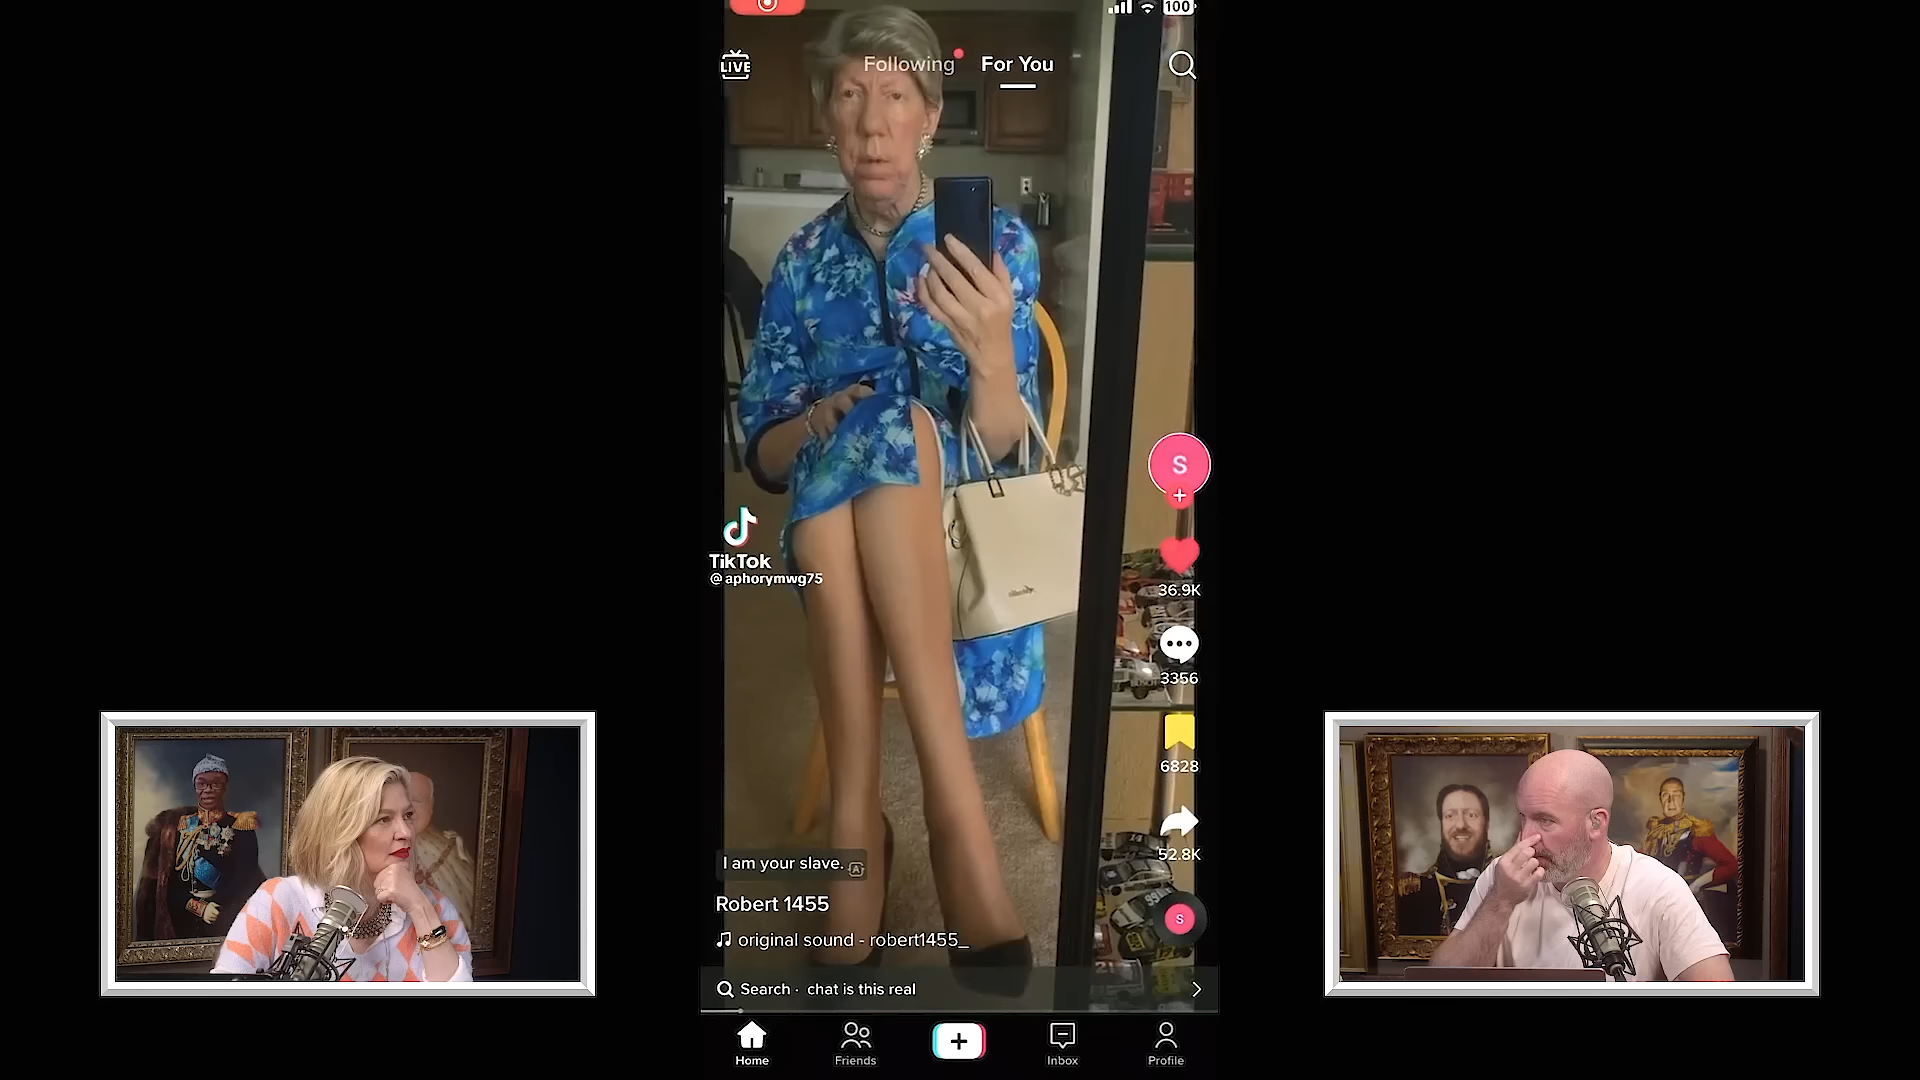 100
LIVE
Following
For You
S
TikTok
@aphorymwg75
36.9K
3356
6828
52.8K
I am your slave.
Robert 1455
original sound - robert1455_
S
Search · chat is this real
Home
Friends
Inbox
Profile